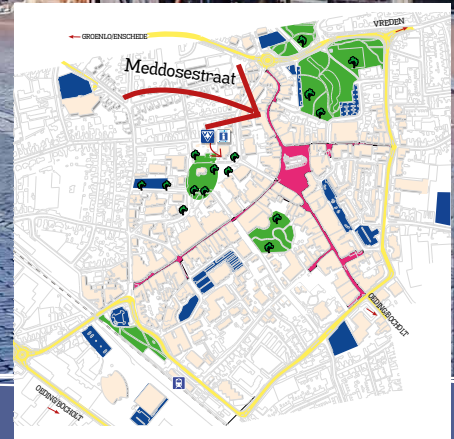 GROENLO/ENSCHEDE
VREDEN
Meddosestraat
i
OEDING/BOCHOLT
OEDING/BOCHOLT